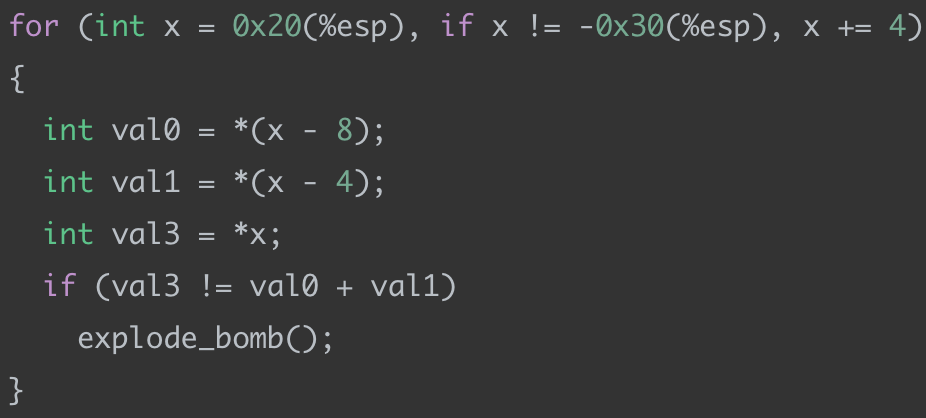 for (int x = 0x20(%esp), if x != -0x30(%esp), x += 4)
{
  int val0 = *(x - 8);
  int val1 = *(x - 4);
  int val3 = *x;
  if (val3 != val0 + val1)
    explode_bomb();
}